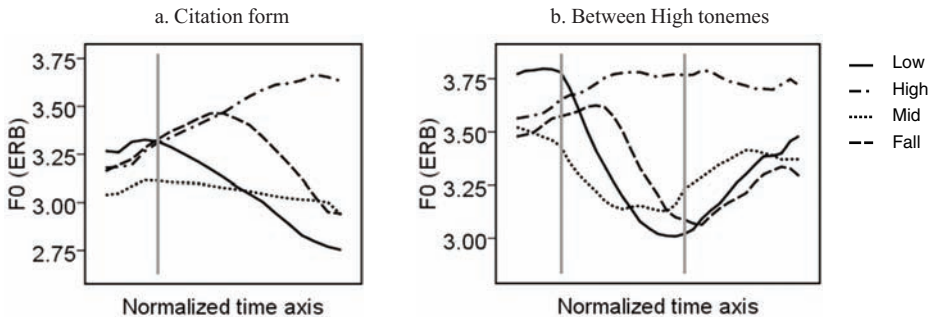 a. Citation form
b. Between High tonemes
F0 (ERB)
3.75
3.50
3.25
3.00
2.75
Normalized time axis
F0 (ERB)
3.75
3.50
3.25
3.00
Normalized time axis
Low
High
Mid
Fall